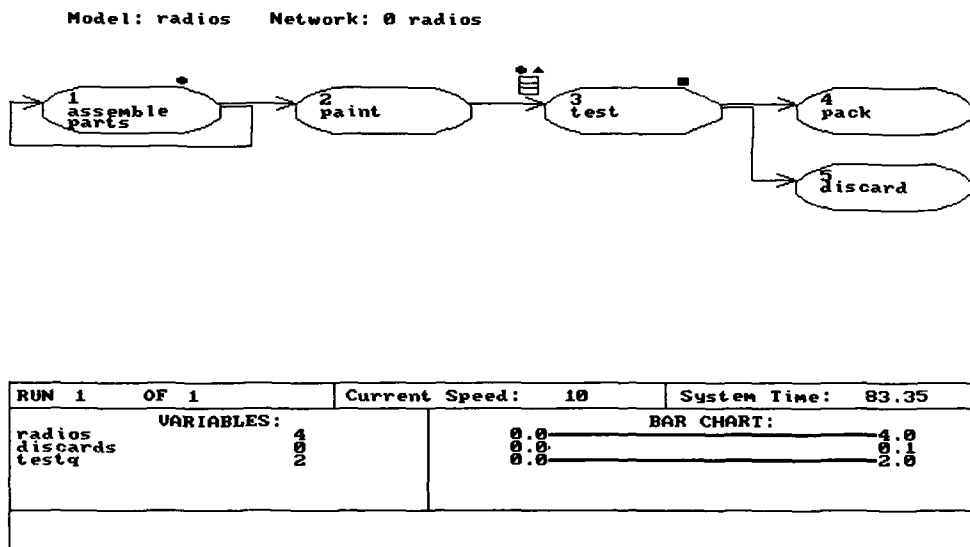 Model: radios Network: 0 radios
1
assemble
parts
2
paint
3
test
4
pack
5
discard
RUN 1 OF 1 Current Speed: 10 System Time: 83.35
VARIABLES: BAR CHART:
radios 4 0.0 4.0
discards 0 0.0 0.1
testq 2 0.0 2.0